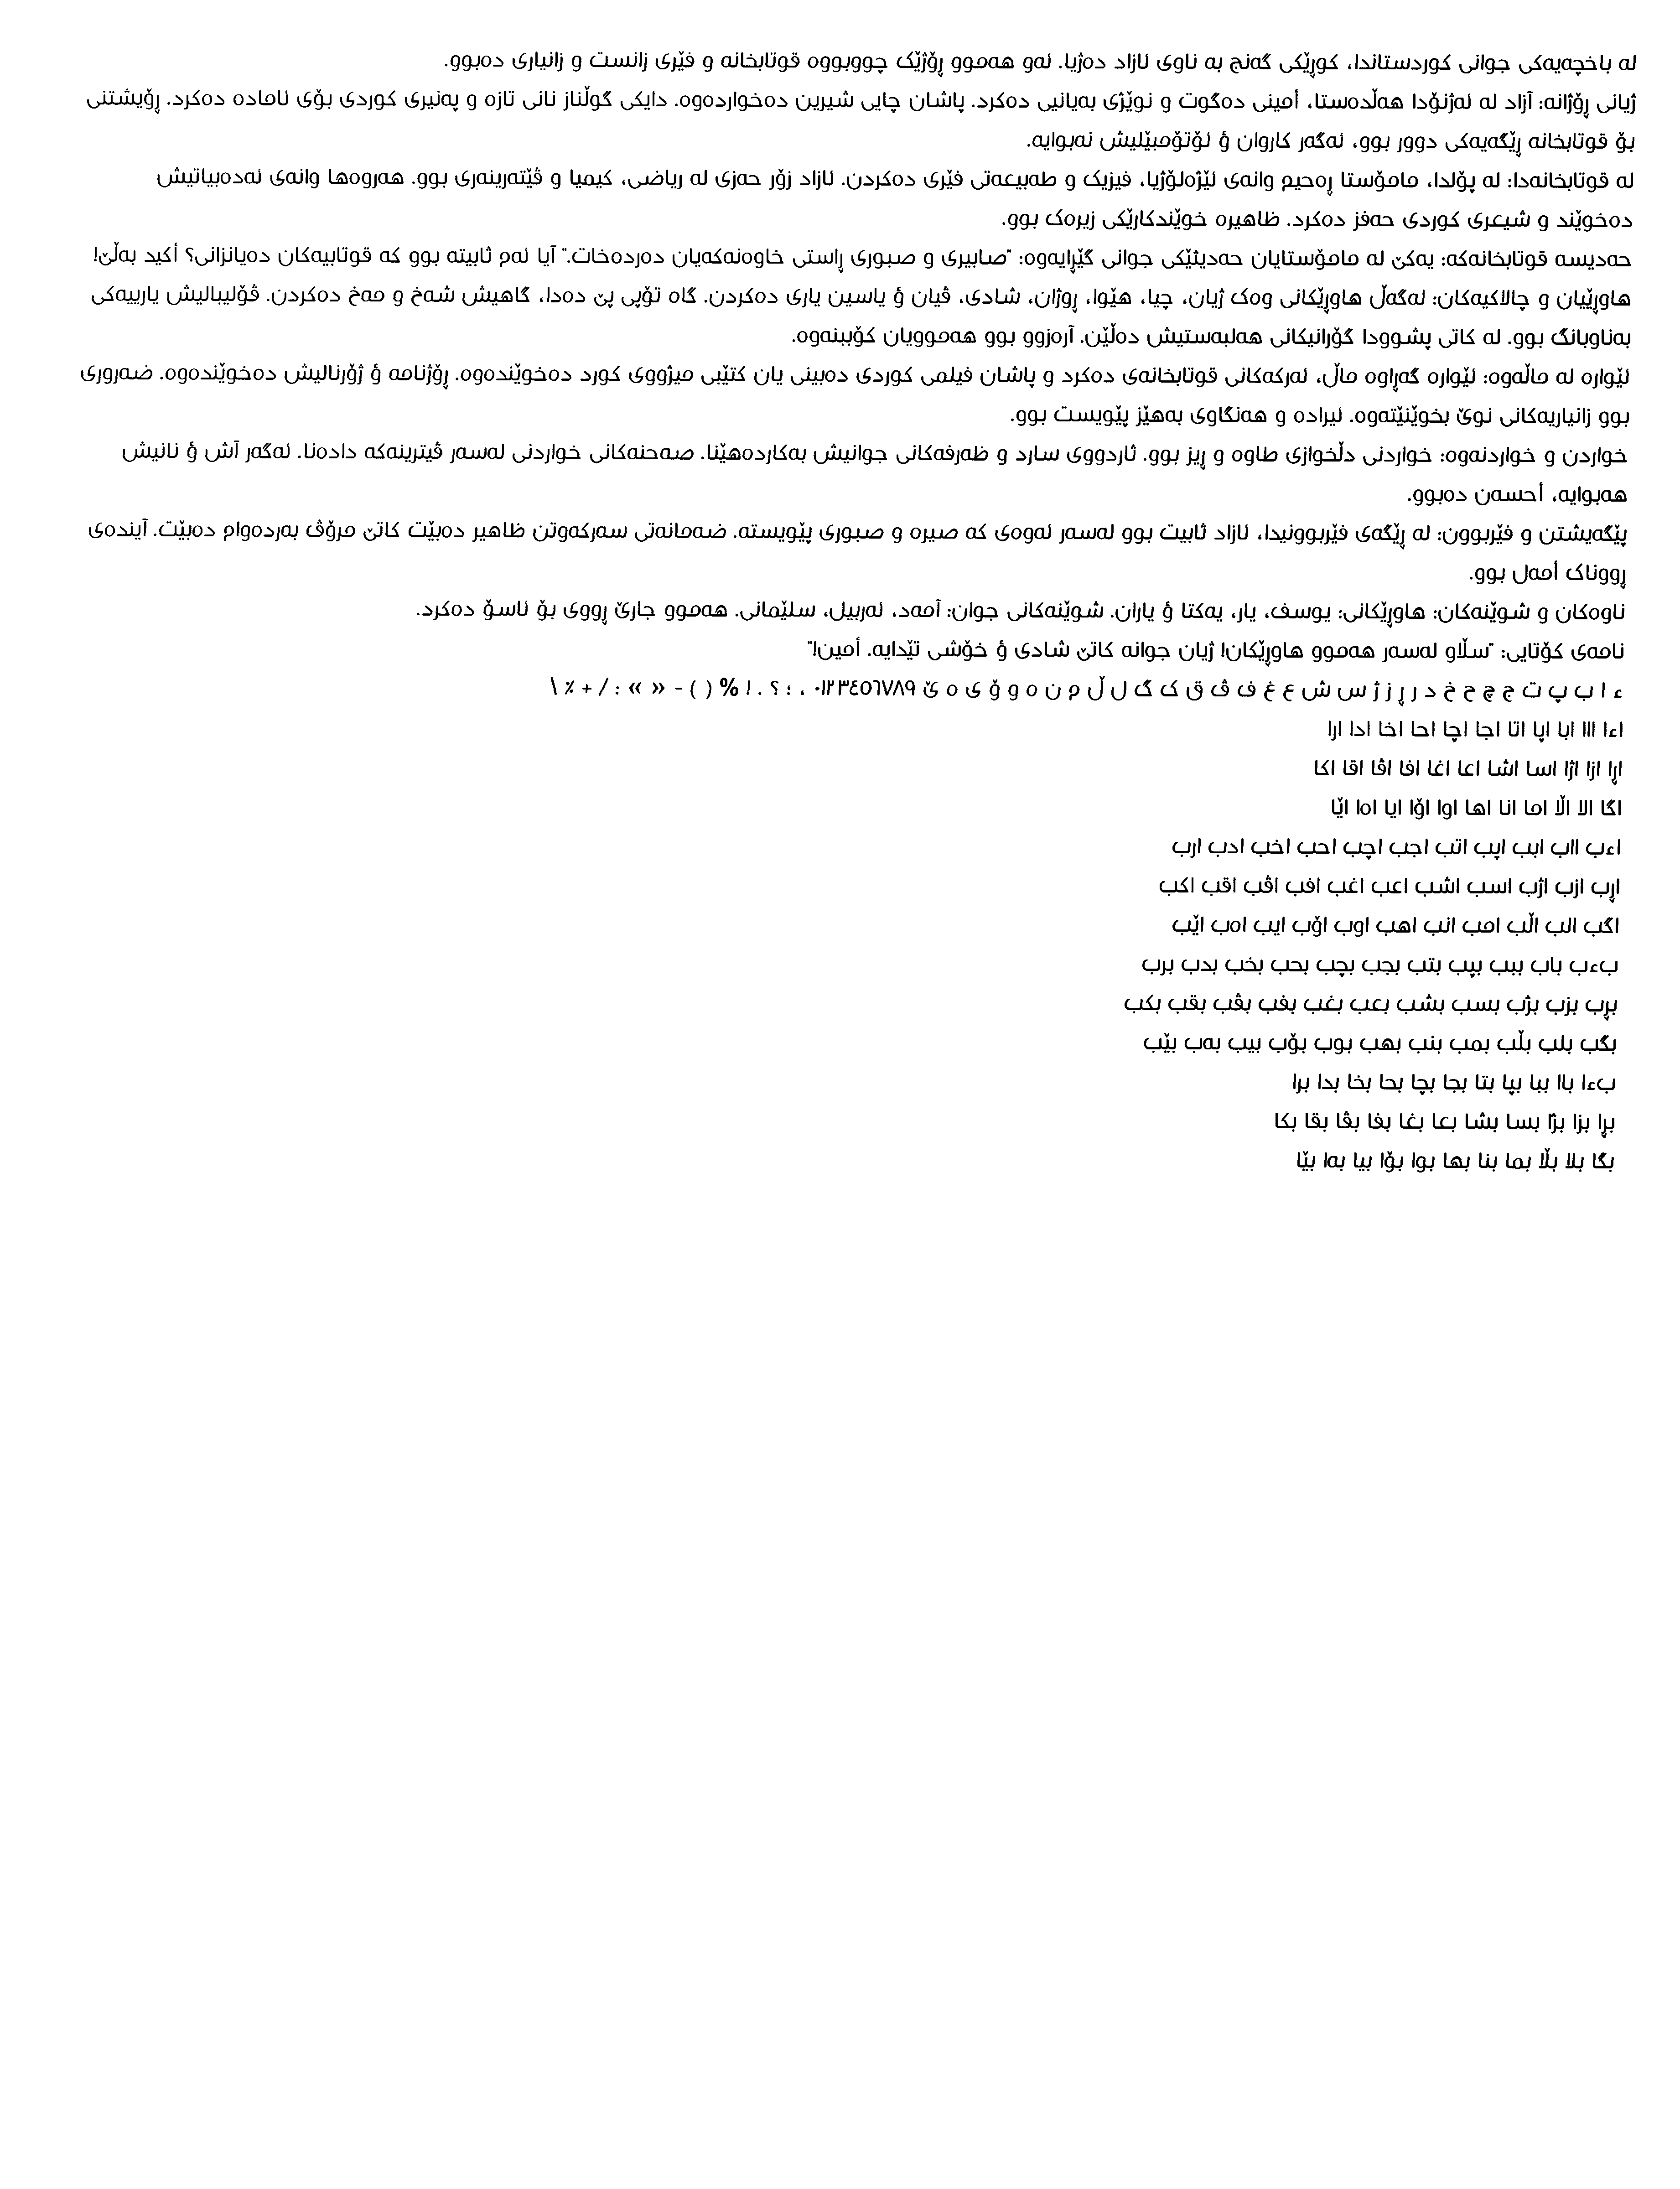 لە باخچەیەکی جوانی کوردستاندا، کوڕێکی گەنج بە ناوی ئازاد دەژیا. ئەو هەموو ڕۆژێک چووبووە قوتابخانە و فێری زانست و زانیاری دەبوو.
ژیانی ڕۆژانە: آزاد لە ئەژنۆدا هەڵدەستا، أمینی دەگوت و نوێژی بەیانیی دەکرد. پاشان چایی شیرین دەخواردەوە. دایکی گوڵناز نانی تازە و پەنیری کوردی بۆی ئامادە دەکرد. ڕۆیشتنی
بۆ قوتابخانە ڕێگەیەکی دوور بوو، ئەگەر کاروان ؤ ئۆتۆمبێلیش نەبوایە.
لە قوتابخانەدا: لە پۆلدا، مامۆستا ڕەحیم وانەی ئێژەلۆژیا، فیزیک و طەبیعەتی فێری دەکردن. ئازاد زۆر حەزی لە ریاضی، کیمیا و ڤێتەرینەری بوو. هەروەها وانەی ئەدەبیاتیش
دەخوێند و شیعری کوردی حەفز دەکرد. ظاهیرە خوێندکارێکی زیرەک بوو.
حەدیسە قوتابخانەکە: یەکێ لە مامۆستایان حەدیثێکی جوانی گێڕایەوە: "صابیری و صبوری ڕاستی خاوەنەکەیان دەردەخات." آیا ئەم ثابیتە بوو کە قوتابیەکان دەیانزانی؟ أکید بەڵێ!
هاوڕێیان و چالاکیەکان: لەگەڵ هاوڕێکانی وەک ژیان، چیا، هێوا، ڕوژان، شادی، ڤیان ؤ یاسین یاری دەکردن. گاه تۆپی پێ دەدا، گاهیش شەخ و مەخ دەکردن. ڤۆلیبالیش یارییەکی
بەناوبانگ بوو. لە کاتی پشوودا گۆرانیکانی هەلبەستیش دەڵێن. آرەزوو بوو هەموویان کۆببنەوە.
ئێوارە لە ماڵەوە: ئێوارە گەڕاوە ماڵ، ئەرکەکانی قوتابخانەی دەکرد و پاشان فیلمی کوردی دەبینی یان کتێبی میژووی کورد دەخوێندەوە. ڕۆژنامە ؤ ژۆرنالیش دەخوێندەوە. ضەروری
بوو زانیاریەکانی نوێ بخوێنێتەوە. ئیرادە و هەنگاوی بەهێز پێویست بوو.
خواردن و خواردنەوە: خواردنی دڵخوازی طاوە و ڕیز بوو. ئاردووی سارد و ظەرفەکانی جوانیش بەکاردەهێنا. صەحنەکانی خواردنی لەسەر ڤیترینەکە دادەنا. ئەگەر آش ؤ نانیش
هەبوایە، أحسەن دەبوو.
پێگەیشتن و فێربوون: لە ڕێگەی فێربوونیدا، ئازاد ثابیت بوو لەسەر ئەوەی کە صیرە و صبوری پێویستە. ضەمانەتی سەرکەوتن ظاهیر دەبێت کاتێ مرۆڤ بەردەوام دەبێت. آیندەی
ڕووناک أمەل بوو.
ناوەکان و شوێنەکان: هاوڕێکانی: یوسف، یار، یەکتا ؤ یاران. شوێنەکانی جوان: آمەد، ئەربیل، سلێمانی. هەموو جارێ ڕووی بۆ ئاسۆ دەکرد.
نامەی کۆتایی: "سڵاو لەسەر هەموو هاوڕێکان! ژیان جوانە کاتێ شادی ؤ خۆشی تێدایە. أمین!"
ء ا ب پ ت ج چ ح خ د ر ڕ ز ژ س ش ع غ ف ڤ ق ک گ ل ڵ م ن ە و ۆ ی ە ێ ٠١٢٣٤٥٦٧٨٩ ، ؛ ؟ . ! % ( ) - « » : / + ٪ \
اءا ااا ابا اپا اتا اجا اچا احا اخا ادا ارا
اڕا ازا اژا اسا اشا اعا اغا افا اڤا اقا اکا
اگا الا اڵا اما انا اها اوا اۆا ایا اەا اێا
اءب ااب ابب اپب اتب اجب اچب احب اخب ادب ارب
اڕب ازب اژب اسب اشب اعب اغب افب اڤب اقب اکب
اگب الب اڵب امب انب اهب اوب اۆب ایب اەب اێب
بءب باب ببب بپب بتب بجب بچب بحب بخب بدب برب
بڕب بزب بژب بسب بشب بعب بغب بفب بڤب بقب بکب
بگب بلب بڵب بمب بنب بهب بوب بۆب بیب بەب بێب
بءا باا ببا بپا بتا بجا بچا بحا بخا بدا برا
بڕا بزا بژا بسا بشا بعا بغا بفا بڤا بقا بکا
بگا بلا بڵا بما بنا بها بوا بۆا بیا بەا بێا